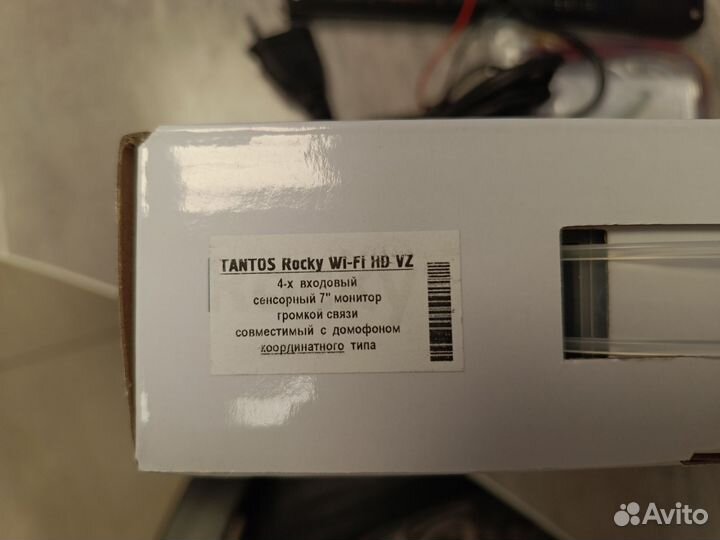 TANTOS Rocky Wi-Fi HD VZ
4-х входовый
сенсорный 7" монитор
громкой связи
совместимый с домофоном
координатного типа
Avito